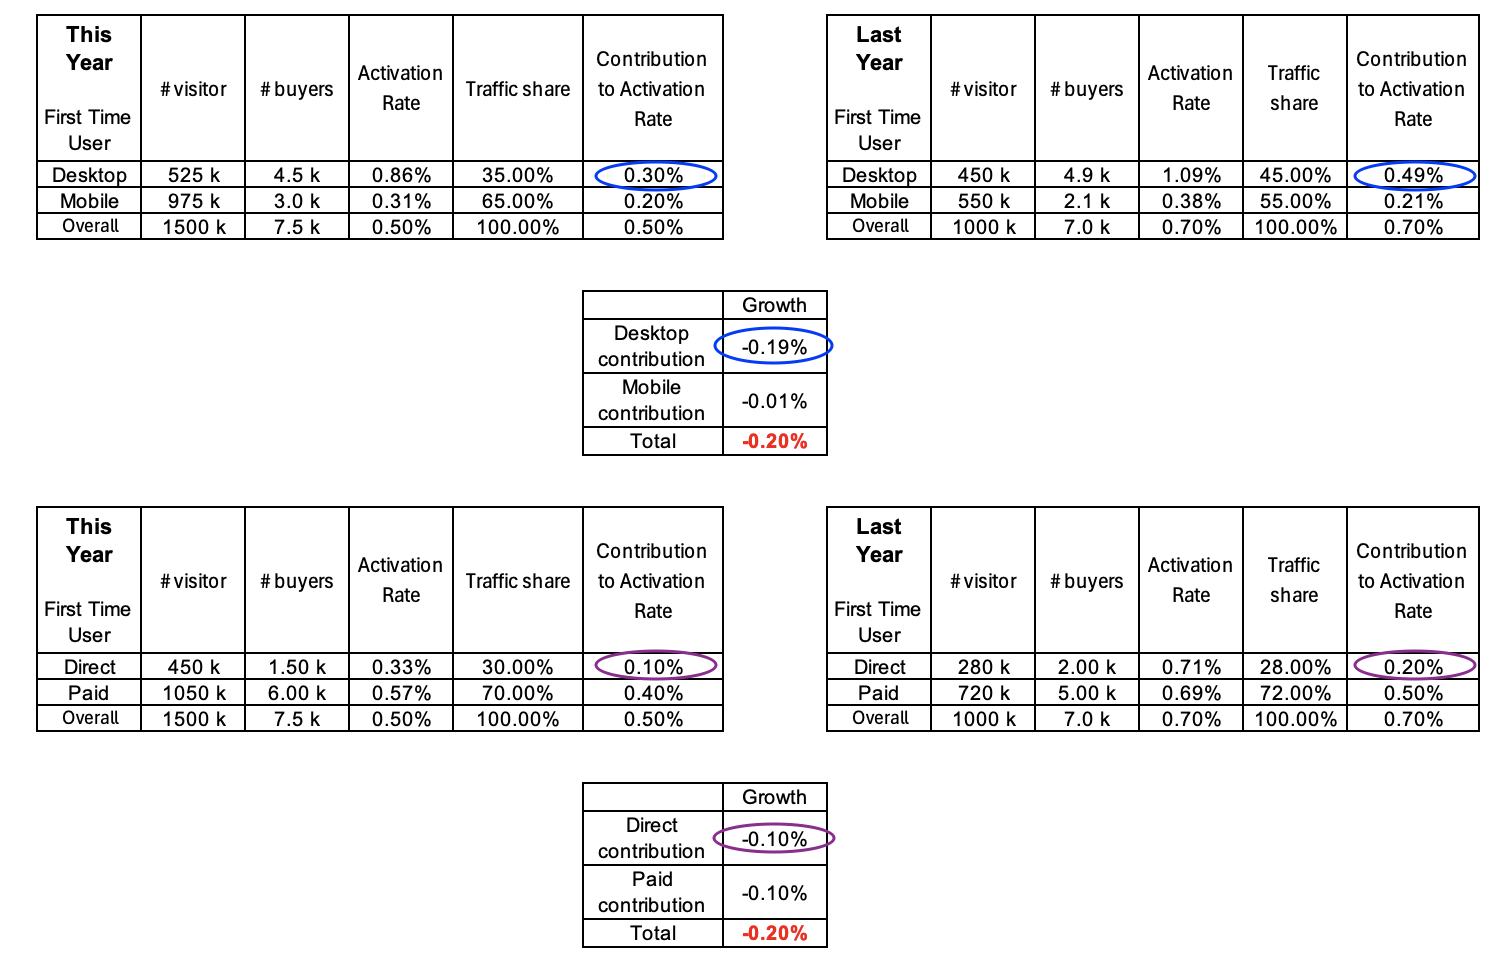 This Year First Time User # visitor # buyers Activation Rate Traffic share Contribution to Activation Rate
Desktop 525 k 4.5 k 0.86% 35.00% 0.30%
Mobile 975 k 3.0 k 0.31% 65.00% 0.20%
Overall 1500 k 7.5 k 0.50% 100.00% 0.50%
Last Year First Time User # visitor # buyers Activation Rate Traffic share Contribution to Activation Rate
Desktop 450 k 4.9 k 1.09% 45.00% 0.49%
Mobile 550 k 2.1 k 0.38% 55.00% 0.21%
Overall 1000 k 7.0 k 0.70% 100.00% 0.70%
Growth
Desktop contribution -0.19%
Mobile contribution -0.01%
Total -0.20%
This Year First Time User # visitor # buyers Activation Rate Traffic share Contribution to Activation Rate
Direct 450 k 1.50 k 0.33% 30.00% 0.10%
Paid 1050 k 6.00 k 0.57% 70.00% 0.40%
Overall 1500 k 7.5 k 0.50% 100.00% 0.50%
Last Year First Time User # visitor # buyers Activation Rate Traffic share Contribution to Activation Rate
Direct 280 k 2.00 k 0.71% 28.00% 0.20%
Paid 720 k 5.00 k 0.69% 72.00% 0.50%
Overall 1000 k 7.0 k 0.70% 100.00% 0.70%
Growth
Direct contribution -0.10%
Paid contribution -0.10%
Total -0.20%